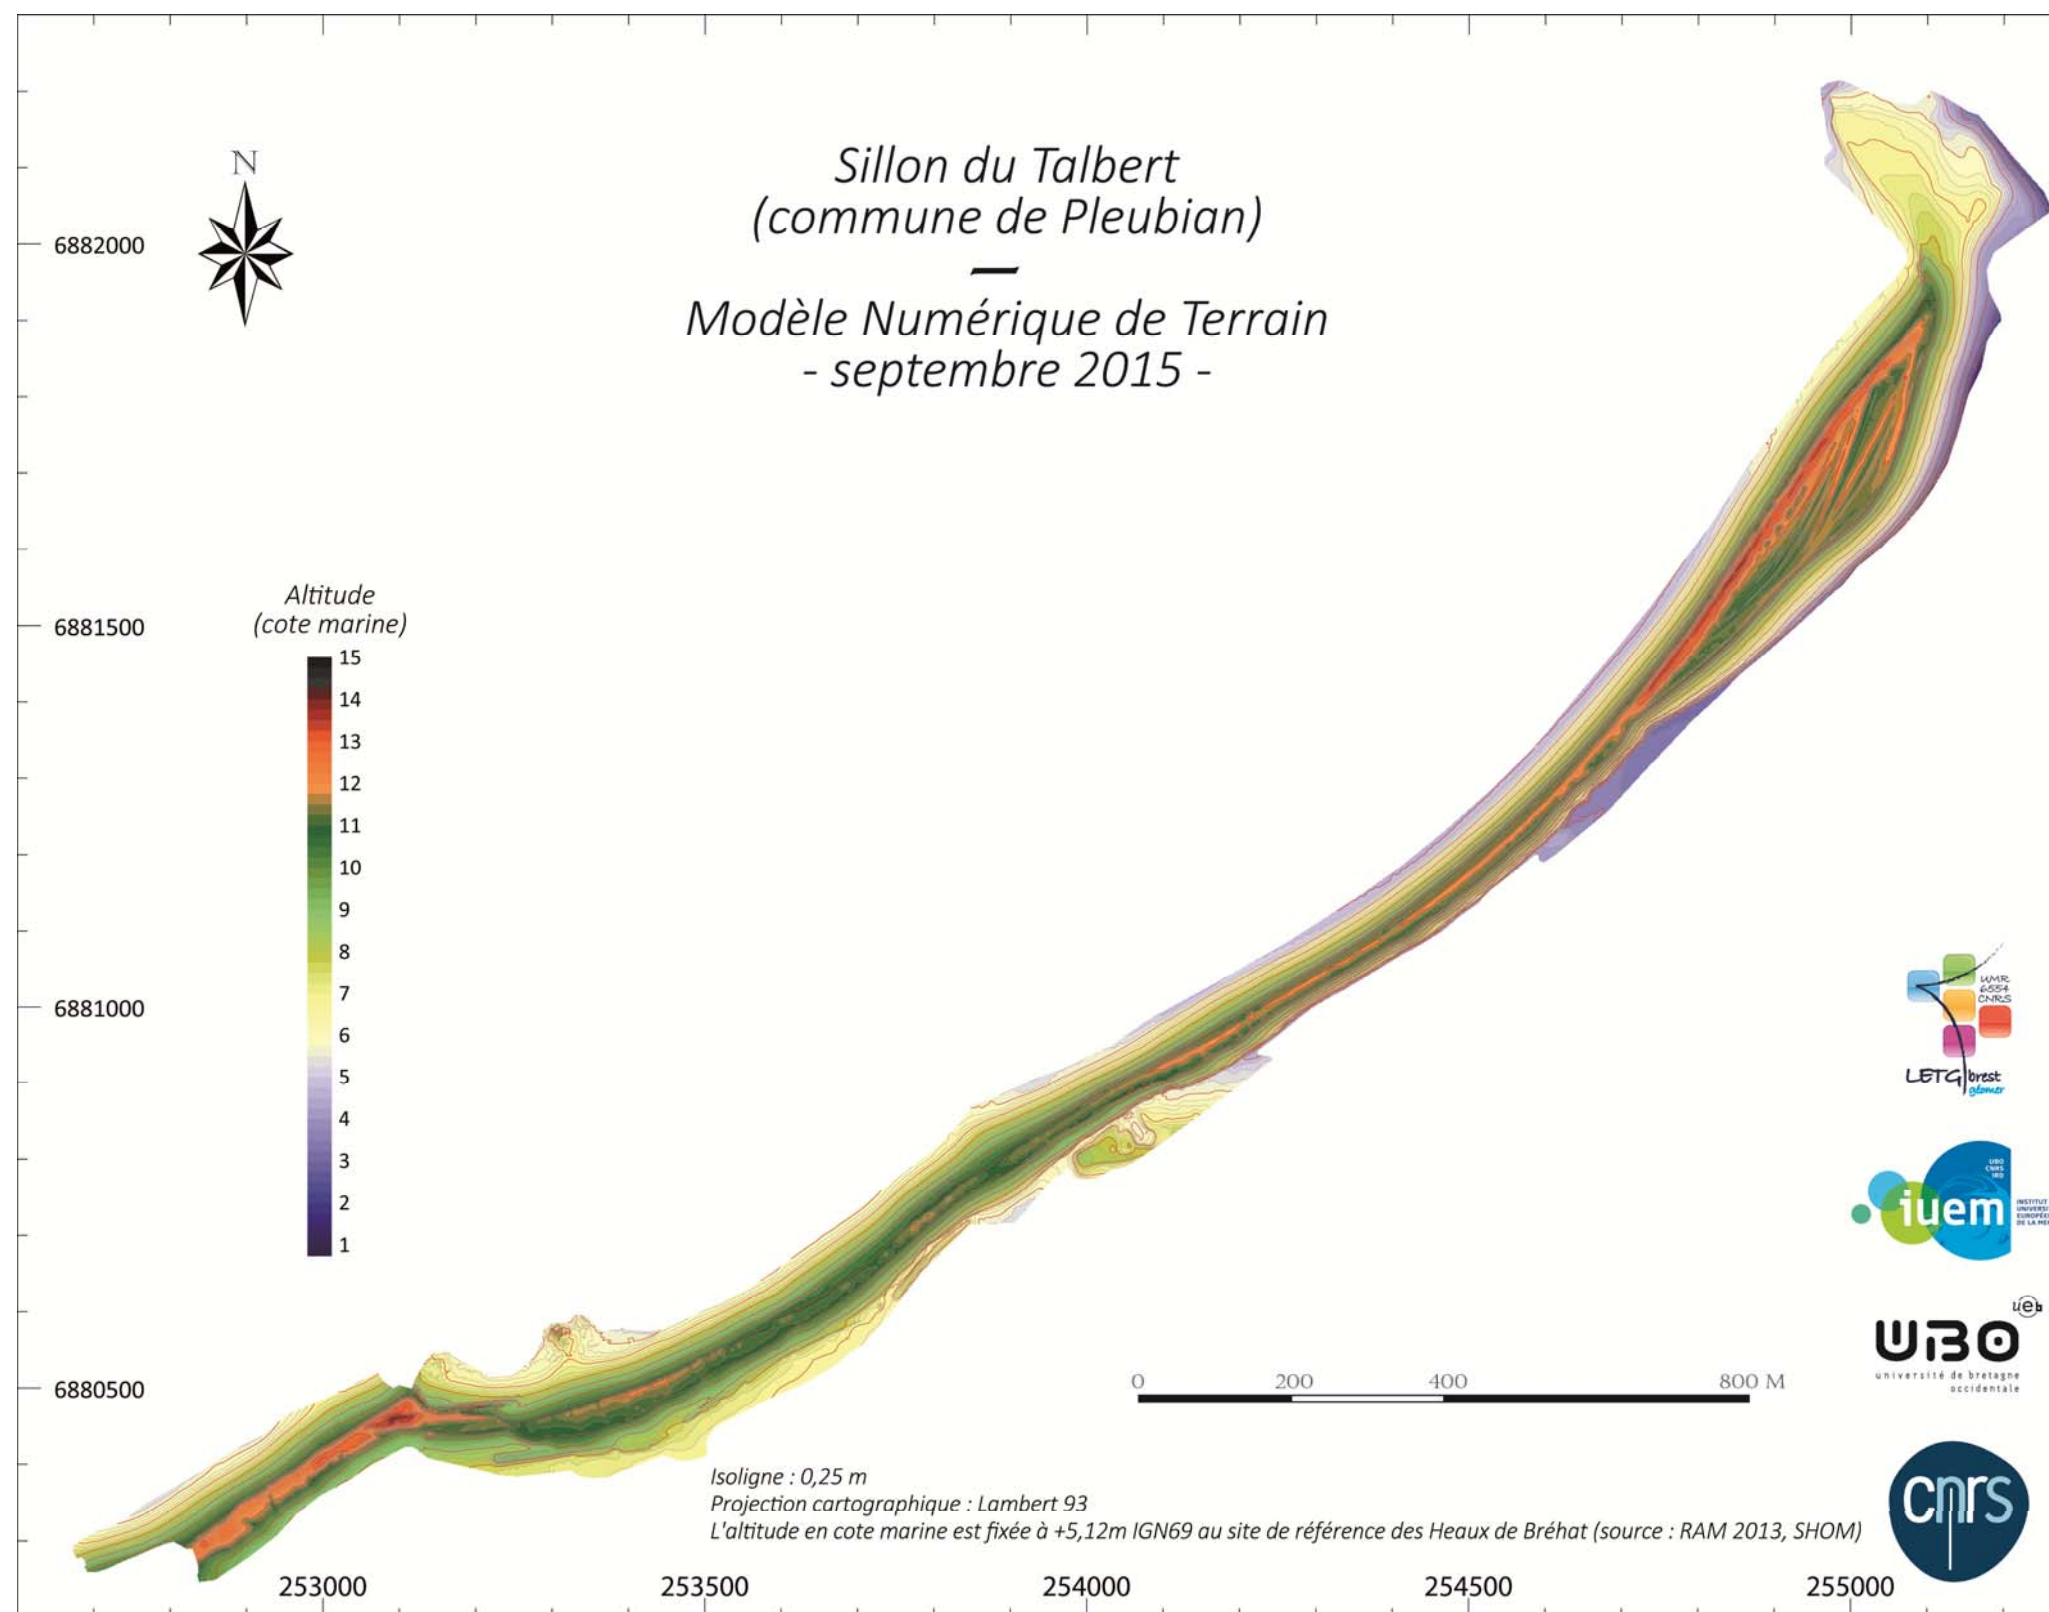 Sillon du Talbert
(commune de Pleubian)
—
Modèle Numérique de Terrain
- septembre 2015 -
N
6882000
6881500
6881000
6880500
Altitude
(cote marine)
15
14
13
12
11
10
9
8
7
6
5
4
3
2
1
UMR
6554
CNRS
LETG brest
géomer
UBO
CNRS
IRD
iuem
ueb
UBO
université de bretagne
occidentale
cnrs
0 200 400 800 M
Isoligne : 0,25 m
Projection cartographique : Lambert 93
L'altitude en cote marine est fixée à +5,12m IGN69 au site de référence des Heaux de Bréhat (source : RAM 2013, SHOM)
253000 253500 254000 254500 255000